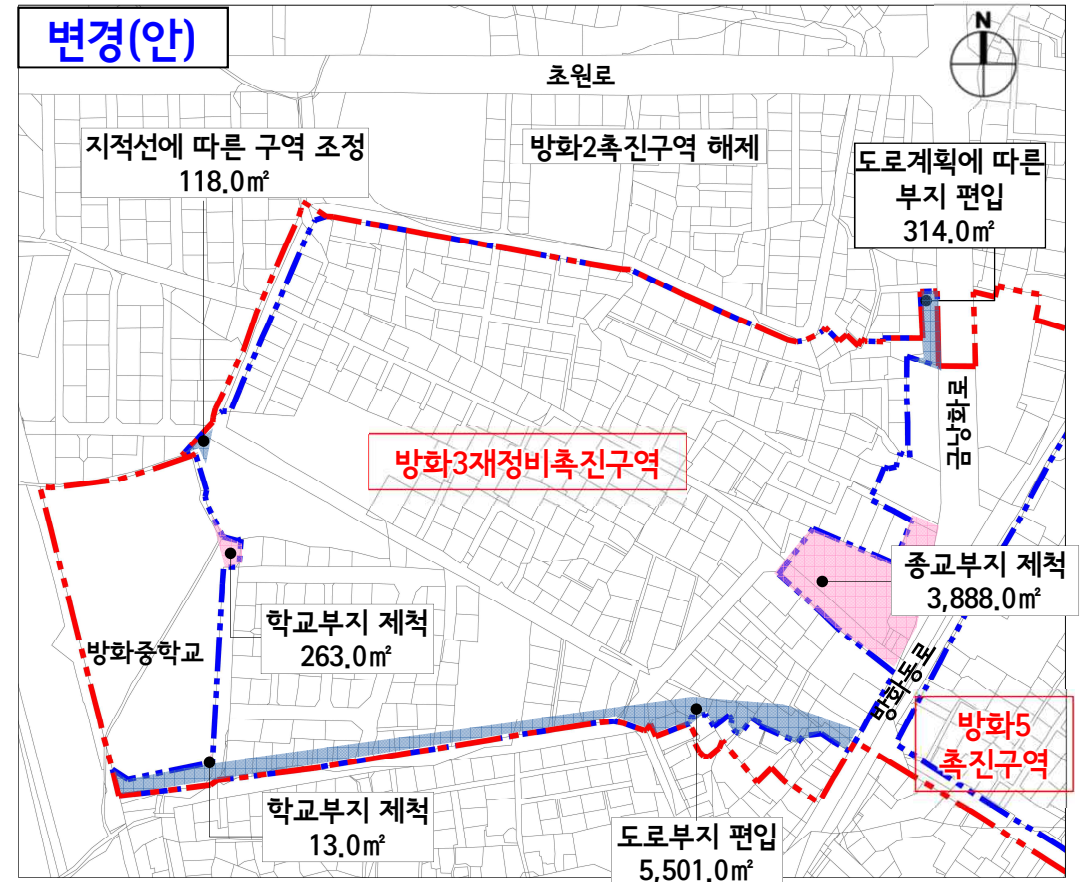 변경(안)
N
초원로
지적선에 따른 구역 조정
118.0㎡
방화2촉진구역 해제
도로계획에 따른
부지 편입
314.0㎡
금낭화로
방화3재정비촉진구역
종교부지 제척
3,888.0㎡
학교부지 제척
263.0㎡
방화중학교
방화동로
방화5
촉진구역
학교부지 제척
13.0㎡
도로부지 편입
5,501.0㎡